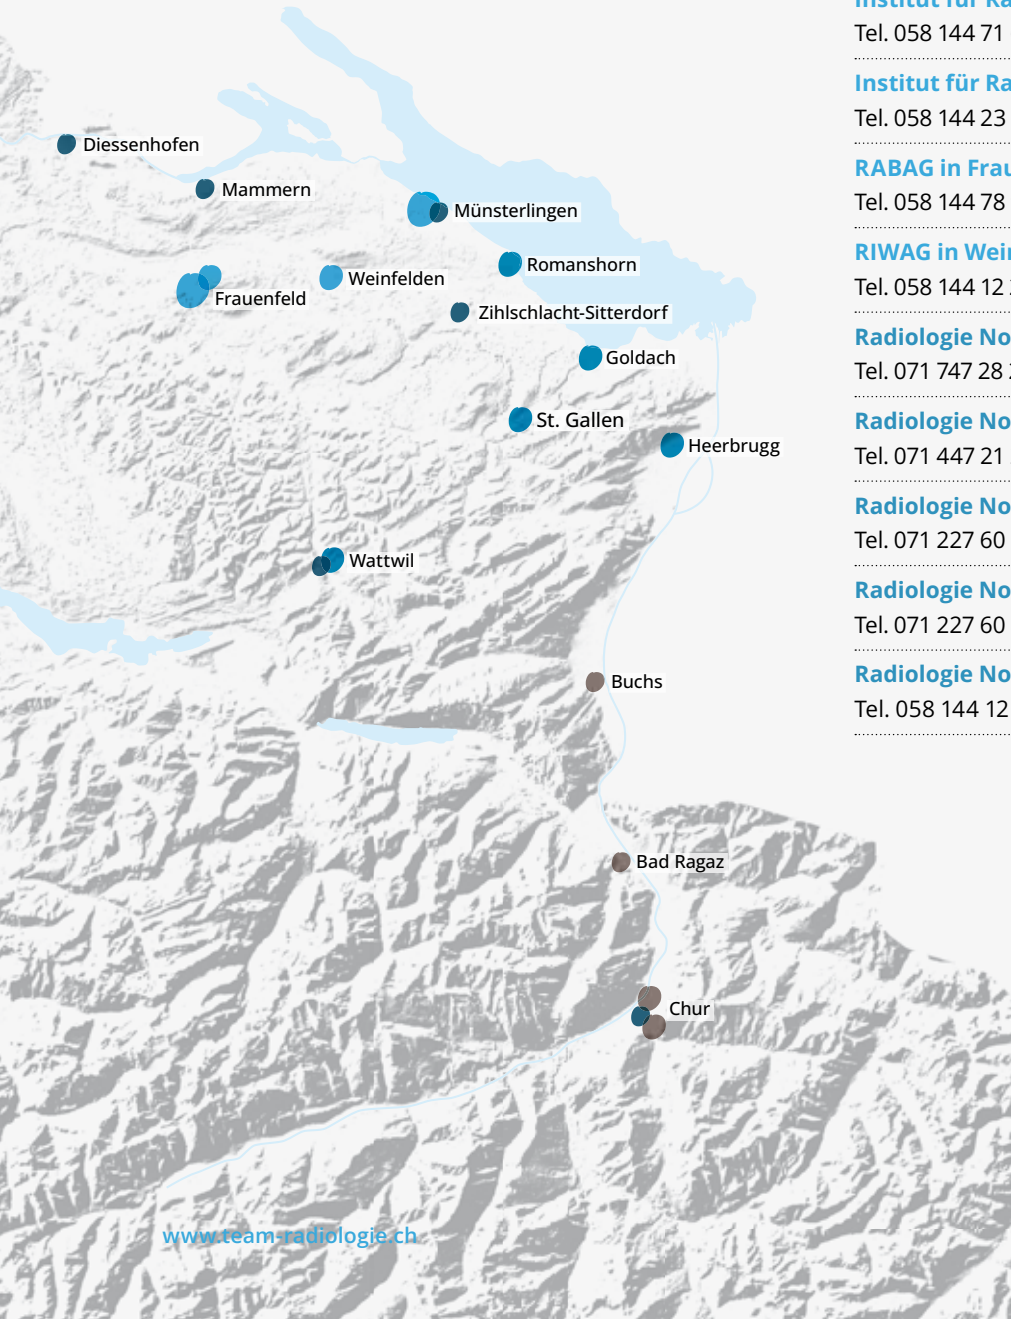 Diessenhofen
Mammern
Münsterlingen
Romanshorn
Weinfelden
Frauenfeld
Zihlschlacht-Sitterdorf
Goldach
St. Gallen
Heerbrugg
Wattwil
Buchs
Bad Ragaz
Chur
www.team-radiologie.ch
Institut für Ra
Tel. 058 144 71
Institut für Ra
Tel. 058 144 23
RABAG in Frau
Tel. 058 144 78
RIWAG in Wein
Tel. 058 144 12
Radiologie No
Tel. 071 747 28
Radiologie No
Tel. 071 447 21
Radiologie No
Tel. 071 227 60
Radiologie No
Tel. 071 227 60
Radiologie No
Tel. 058 144 12